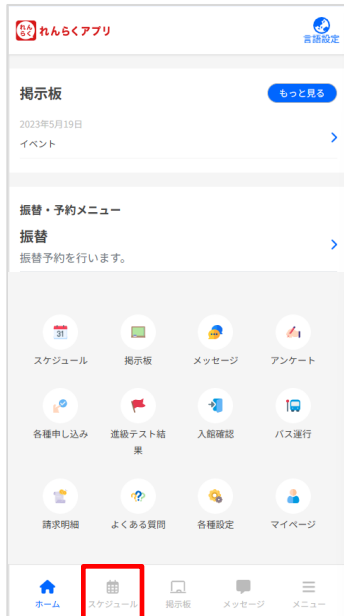 れんらく れんらくアプリ
言語設定
掲示板
もっと見る
2023年5月19日
イベント
振替・予約メニュー
振替
振替予約を行います。
31
スケジュール 掲示板 メッセージ アンケート
各種申し込み 進級テスト結果 入館確認 バス運行
請求明細 よくある質問 各種設定 マイページ
ホーム スケジュール 掲示板 メッセージ メニュー